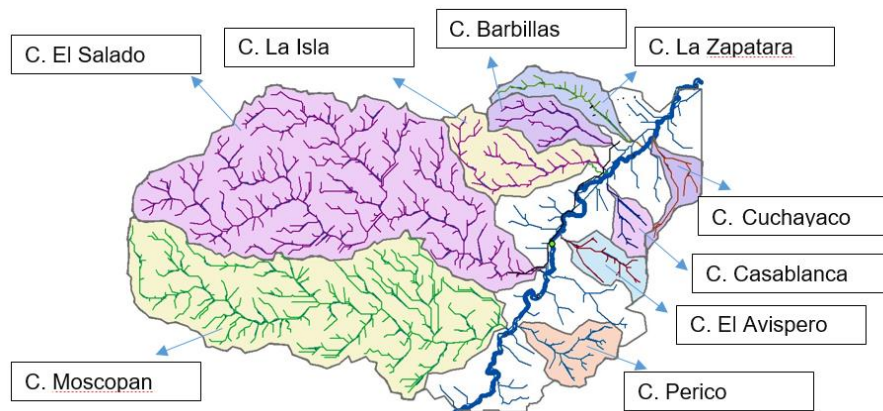 C. Barbillas
C. La Isla
C. La Zapatara
C. El Salado
C. Cuchayaco
C. Casablanca
C. El Avispero
C. Moscopan
C. Perico